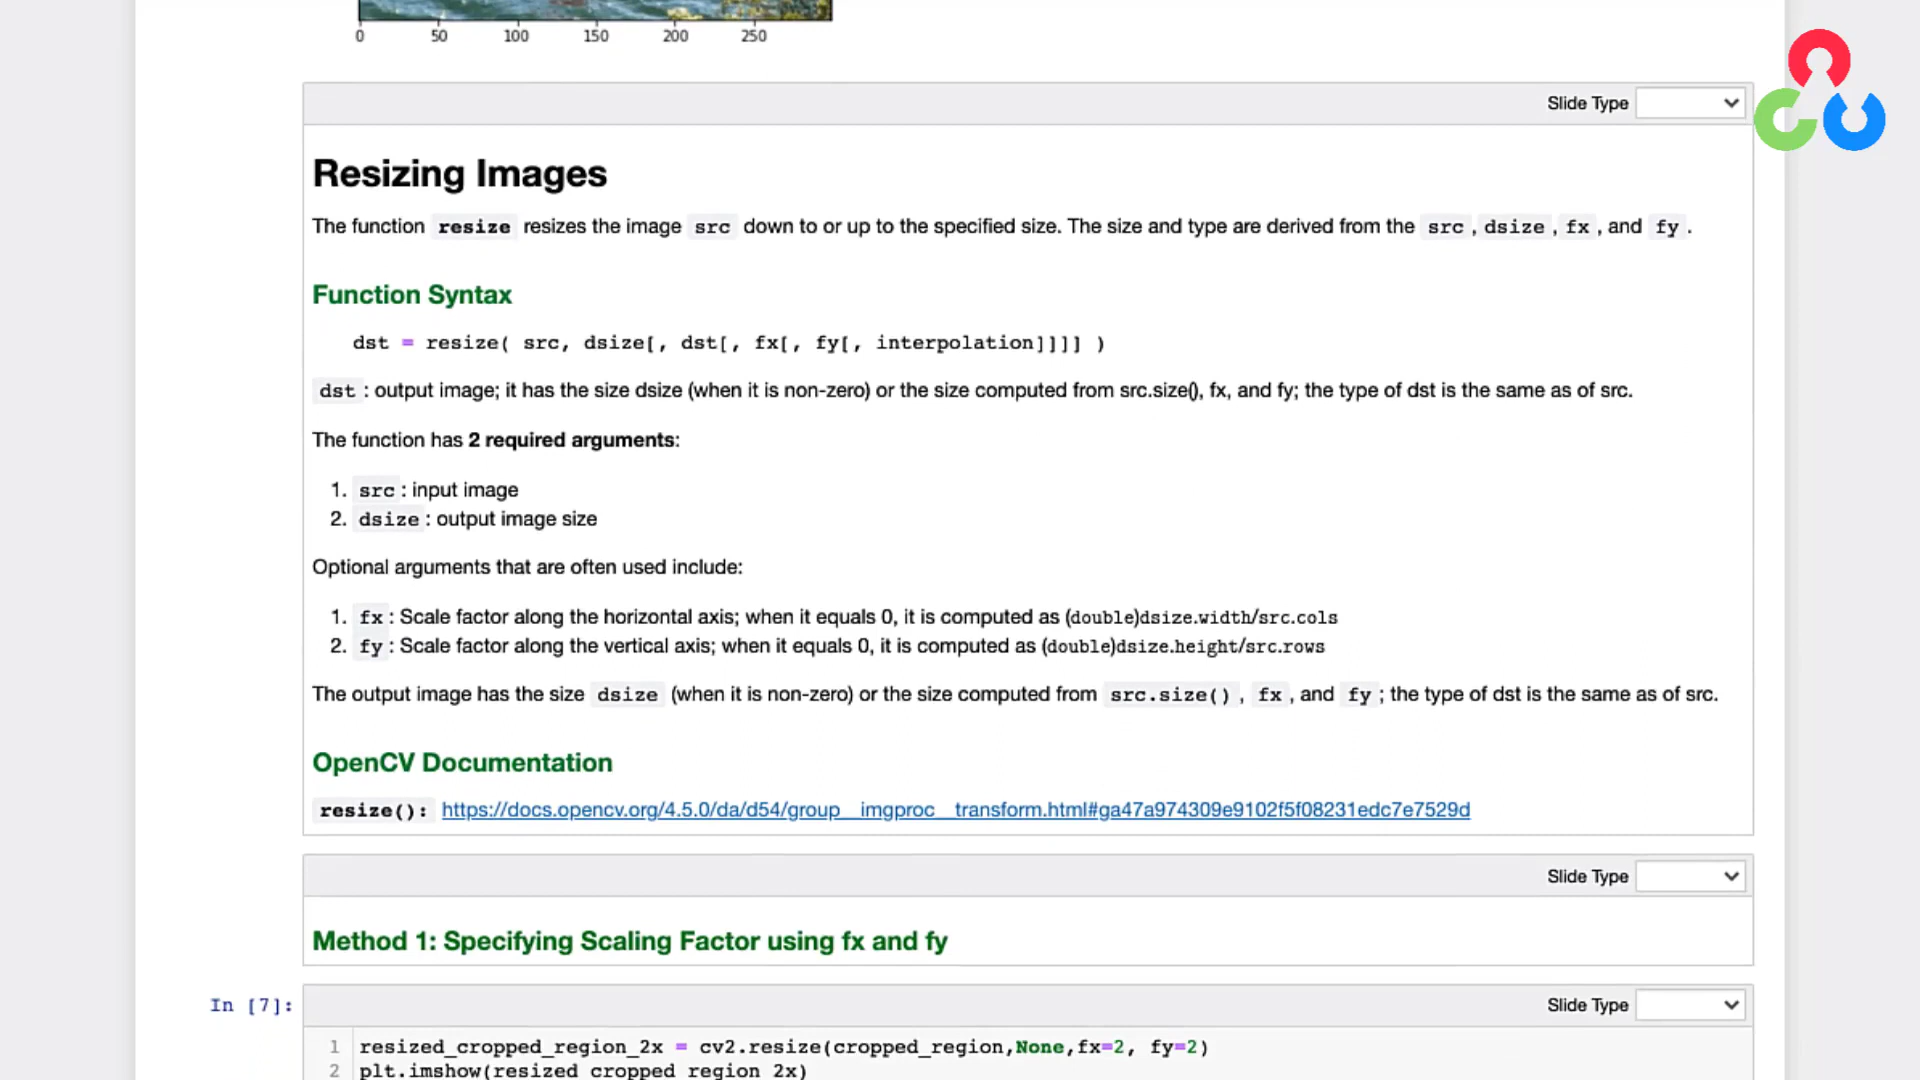 0 50 100 150 200 250
Slide Type
Resizing Images
The function resize resizes the image src down to or up to the specified size. The size and type are derived from the src , dsize , fx , and fy .
Function Syntax
dst = resize( src, dsize[, dst[, fx[, fy[, interpolation]]]] )
dst : output image; it has the size dsize (when it is non-zero) or the size computed from src.size(), fx, and fy; the type of dst is the same as of src.
The function has 2 required arguments:
1. src : input image
2. dsize : output image size
Optional arguments that are often used include:
1. fx : Scale factor along the horizontal axis; when it equals 0, it is computed as (double)dsize.width/src.cols
2. fy : Scale factor along the vertical axis; when it equals 0, it is computed as (double)dsize.height/src.rows
The output image has the size dsize (when it is non-zero) or the size computed from src.size() , fx , and fy ; the type of dst is the same as of src.
OpenCV Documentation
resize(): https://docs.opencv.org/4.5.0/da/d54/group__imgproc__transform.html#ga47a974309e9102f5f08231edc7e7529d
Slide Type
Method 1: Specifying Scaling Factor using fx and fy
In [7]:
Slide Type
1 resized_cropped_region_2x = cv2.resize(cropped_region,None,fx=2, fy=2)
2 plt.imshow(resized_cropped_region_2x)